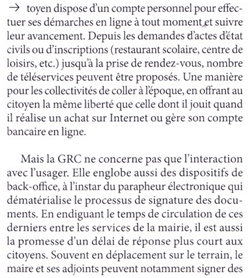 → toyen dispose d'un compte personnel pour effec-
tuer ses démarches en ligne à tout moment et suivre
leur avancement. Depuis les demandes d'actes d'état
civils ou d'inscriptions (restaurant scolaire, centre de
loisirs, etc.) jusqu'à la prise de rendez-vous, nombre
de téléservices peuvent être proposés. Une manière
pour les collectivités de coller à l'époque, en offrant au
citoyen la même liberté que celle dont il jouit quand
il réalise un achat sur Internet ou gère son compte
bancaire en ligne.
Mais la GRC ne concerne pas que l'interaction
avec l'usager. Elle englobe aussi des dispositifs de
back-office, à l'instar du parapheur électronique qui
dématérialise le processus de signature des docu-
ments. En endiguant le temps de circulation de ces
derniers entre les services de la mairie, il est aussi
la promesse d'un délai de réponse plus court aux
citoyens. Souvent en déplacement sur le terrain, le
maire et ses adjoints peuvent notamment signer des